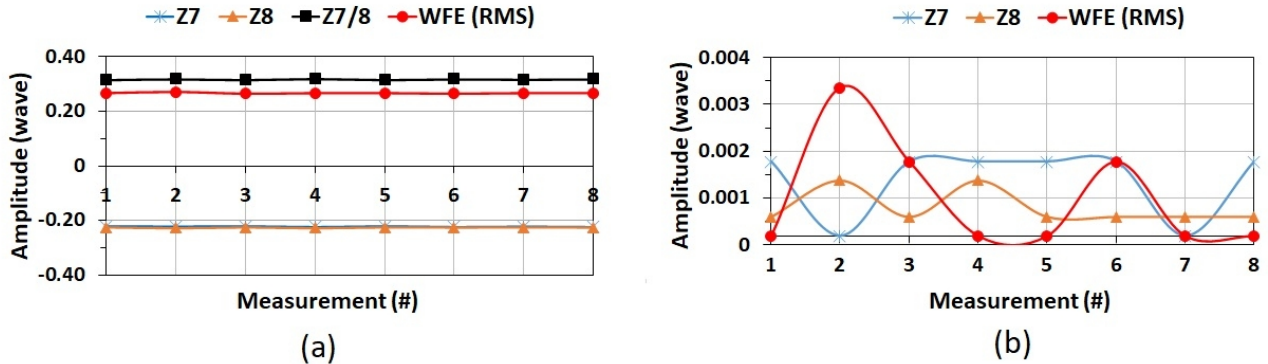 Z7 Z8 Z7/8 WFE (RMS)
Amplitude (wave)
0.40
0.20
0
-0.20
-0.40
1 2 3 4 5 6 7 8
Measurement (#)
(a)
Z7 Z8 WFE (RMS)
Amplitude (wave)
0.004
0.003
0.002
0.001
0
1 2 3 4 5 6 7 8
Measurement (#)
(b)